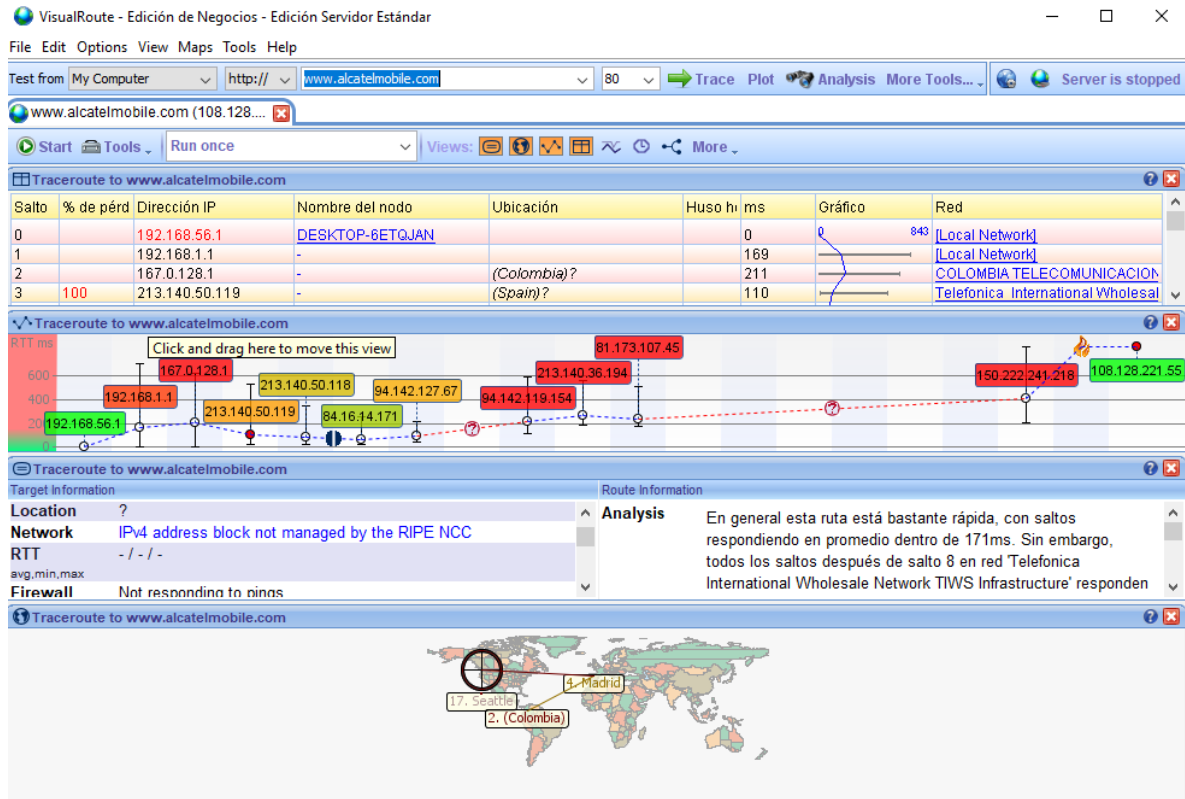 VisualRoute - Edición de Negocios - Edición Servidor Estándar
File Edit Options View Maps Tools Help
Test from My Computer http:// www.alcatelmobile.com 80 Trace Plot Analysis More Tools... Server is stopped
www.alcatelmobile.com (108.128....
Start Tools Run once Views: More
Traceroute to www.alcatelmobile.com
Salto % de pérd Dirección IP Nombre del nodo Ubicación Huso h ms Gráfico Red
0 192.168.56.1 DESKTOP-6ETQJAN 0 0 843 [Local Network]
1 192.168.1.1 - 169 [Local Network]
2 167.0.128.1 - (Colombia)? 211 COLOMBIA TELECOMUNICACION
3 100 213.140.50.119 - (Spain)? 110 Telefonica International Wholesal
Traceroute to www.alcatelmobile.com
RTT ms
Click and drag here to move this view
600
400
200
0
192.168.56.1
192.168.1.1
167.0.128.1
213.140.50.119
213.140.50.118
84.16.14.171
94.142.127.67
94.142.119.154
213.140.36.194
81.173.107.45
150.222.241.218
108.128.221.55
Traceroute to www.alcatelmobile.com
Target Information
Location ?
Network IPv4 address block not managed by the RIPE NCC
RTT - / - / -
avg,min,max
Firewall Not responding to pings
Route Information
Analysis En general esta ruta está bastante rápida, con saltos
respondiendo en promedio dentro de 171ms. Sin embargo,
todos los saltos después de salto 8 en red 'Telefonica
International Wholesale Network TIWS Infrastructure' responden
Traceroute to www.alcatelmobile.com
4. Madrid
17. Seattle
2. (Colombia)